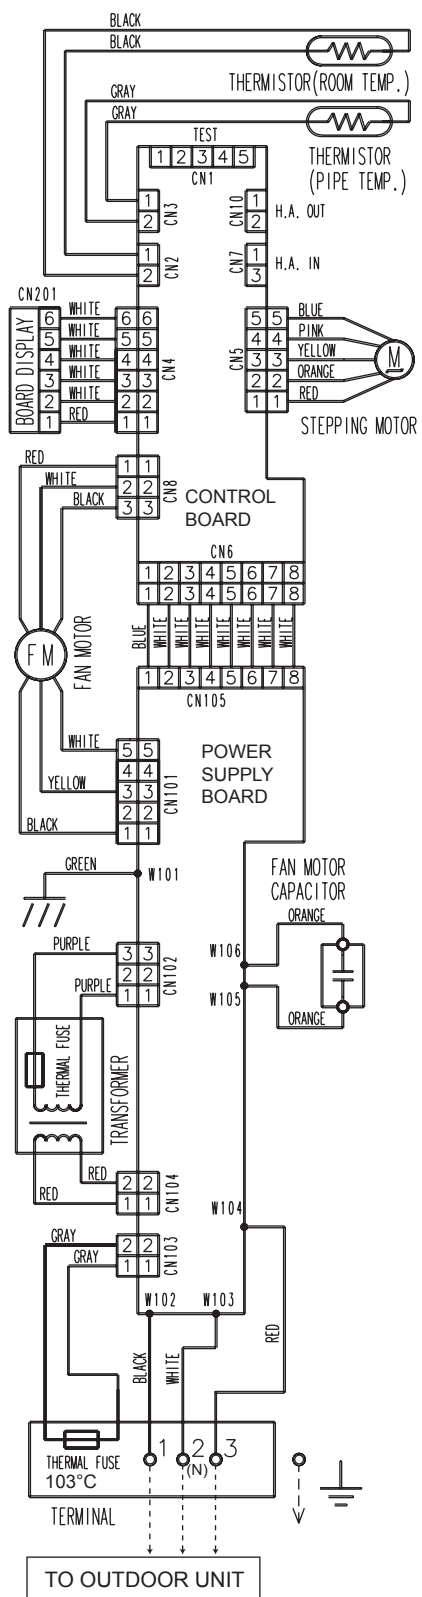 BLACK
BLACK
THERMISTOR(ROOM TEMP.)
GRAY
GRAY
THERMISTOR
(PIPE TEMP.)
TEST
1 2 3 4 5
CN1
1
2
CN3
1
2
CN10
H.A. OUT
1
2
CN2
1
3
CN7
H.A. IN
CN201
BOARD DISPLAY
6 WHITE 6 6
5 WHITE 5 5
4 WHITE 4 4
3 WHITE 3 3
2 WHITE 2 2
1 RED 1 1
CN4
CN5
5 5 BLUE
4 4 PINK
3 3 YELLOW
2 2 ORANGE
1 1 RED
M
STEPPING MOTOR
RED 1 1
WHITE 2 2
BLACK 3 3
CN8
CONTROL
BOARD
CN6
1 2 3 4 5 6 7 8
1 2 3 4 5 6 7 8
BLUE WHITE WHITE WHITE WHITE WHITE WHITE WHITE
1 2 3 4 5 6 7 8
CN105
FM
FAN MOTOR
WHITE 5 5
4 4
YELLOW 3 3
2 2
BLACK 1 1
CN101
POWER
SUPPLY
BOARD
GREEN
W101
FAN MOTOR
CAPACITOR
ORANGE
W106
W105
ORANGE
PURPLE 3 3
2 2
PURPLE 1 1
CN102
THERMAL FUSE
TRANSFORMER
RED 2 2
RED 1 1
CN104
W104
GRAY 2 2
GRAY 1 1
CN103
W102
W103
BLACK
WHITE
RED
THERMAL FUSE
103°C
1 2 3
(N)
TERMINAL
TO OUTDOOR UNIT